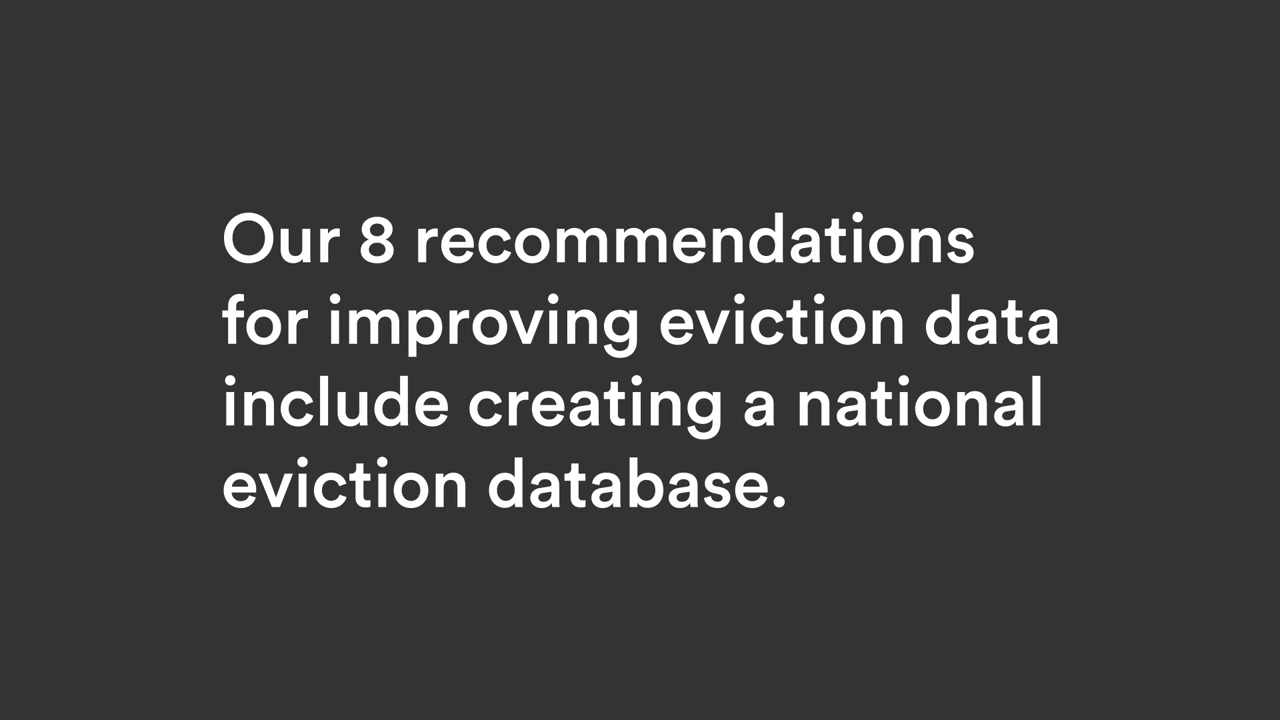 Our 8 recommendations
for improving eviction data
include creating a national
eviction database.